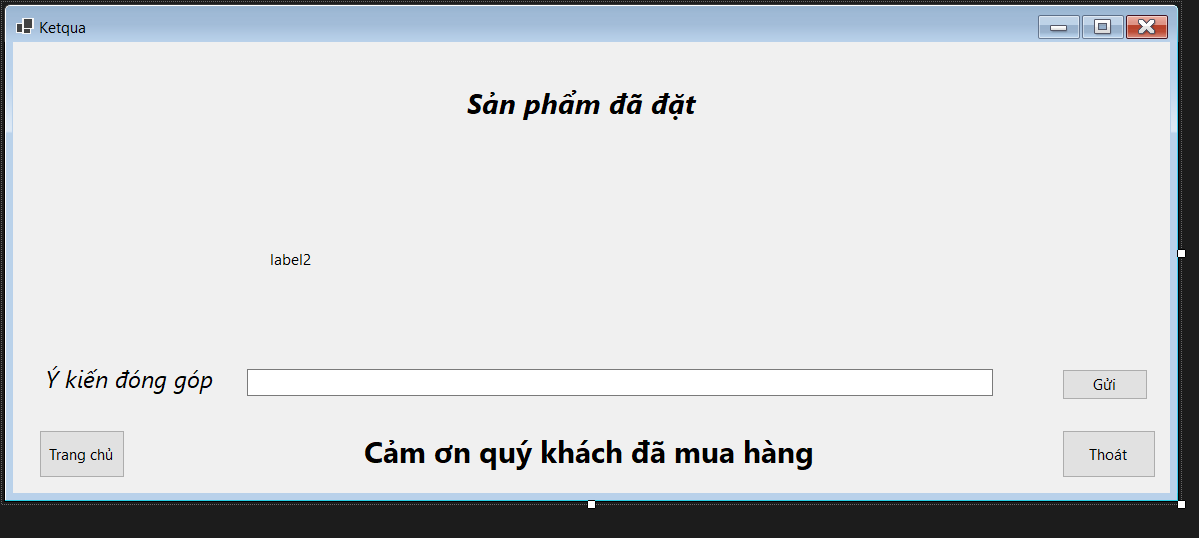 Ketqua
Sản phẩm đã đặt
label2
Ý kiến đóng góp
Gửi
Trang chủ
Cảm ơn quý khách đã mua hàng
Thoát